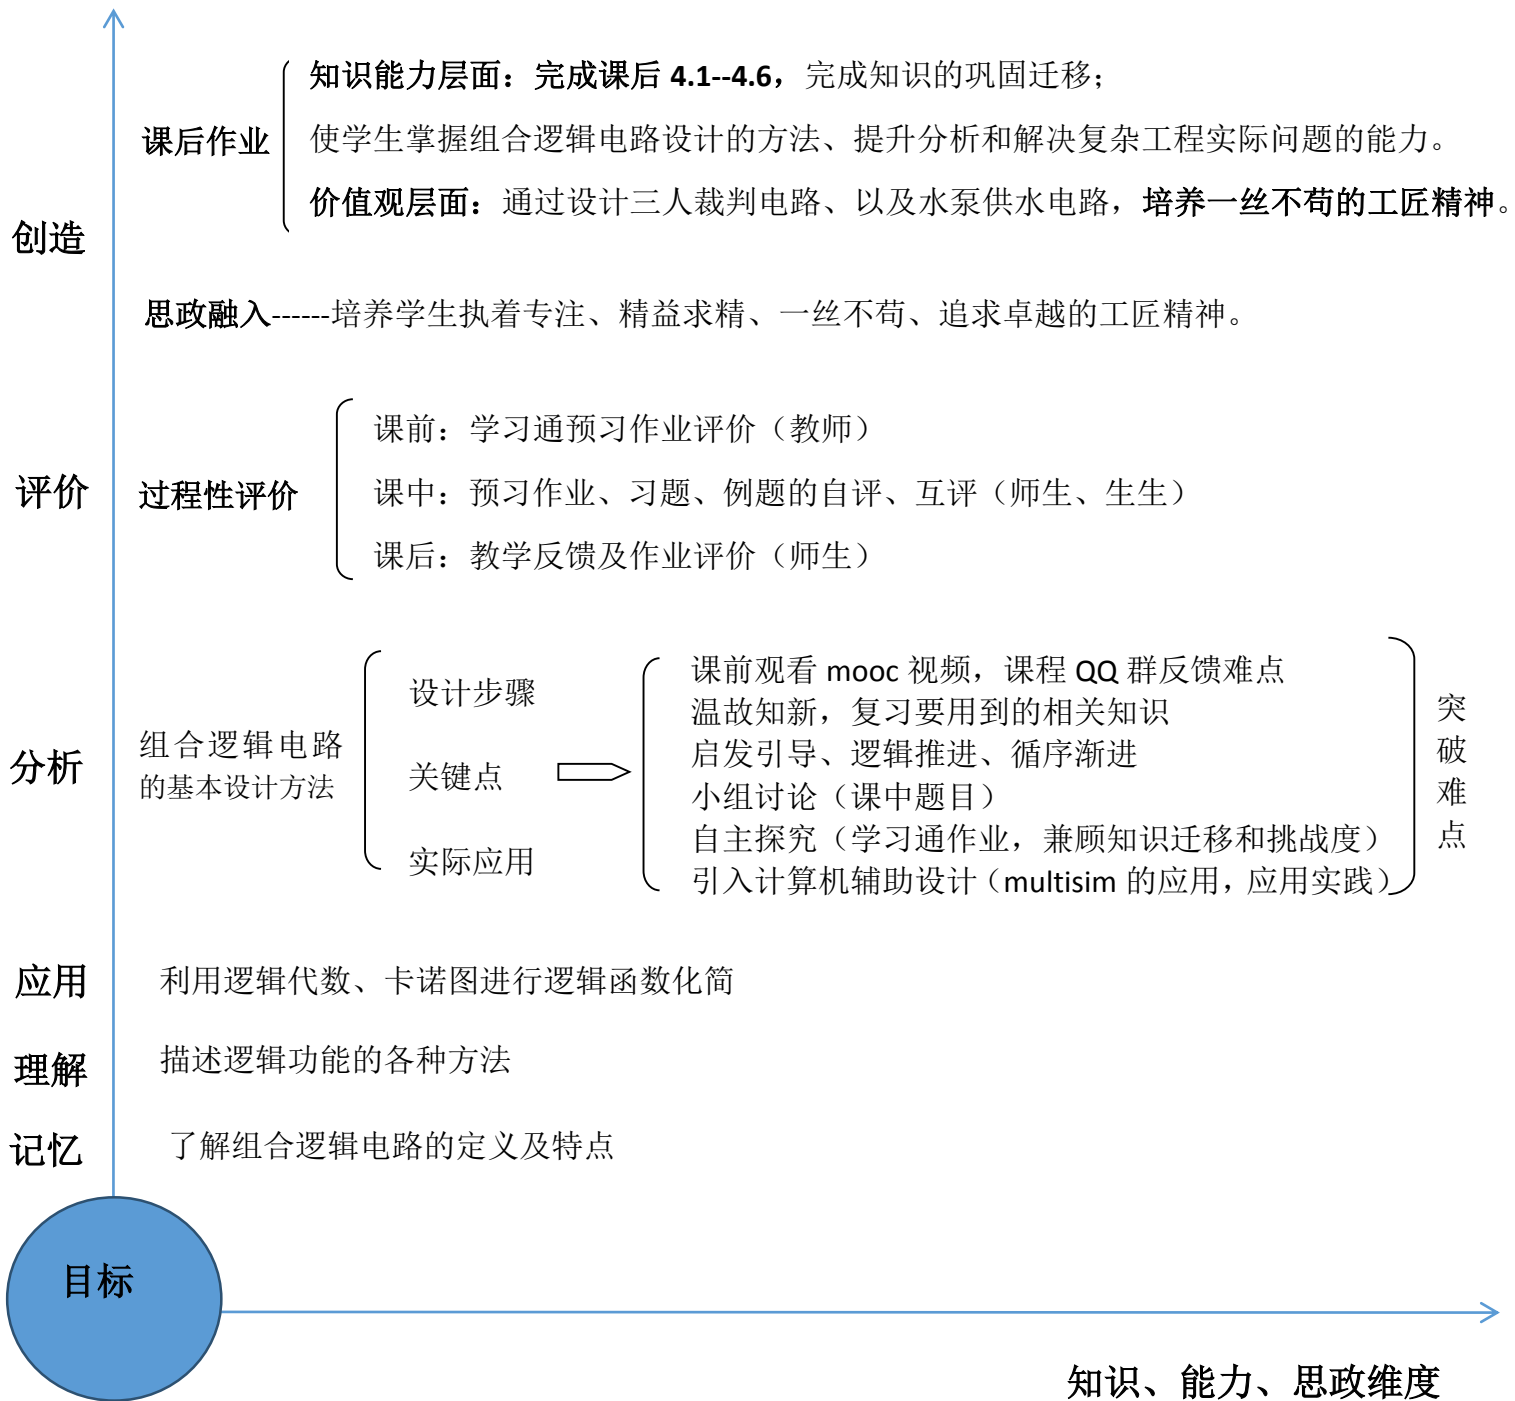 知识能力层面：完成课后 4.1--4.6，完成知识的巩固迁移；
课后作业
使学生掌握组合逻辑电路设计的方法、提升分析和解决复杂工程实际问题的能力。
价值观层面：通过设计三人裁判电路、以及水泵供水电路，培养一丝不苟的工匠精神。
创造
思政融入------培养学生执着专注、精益求精、一丝不苟、追求卓越的工匠精神。
课前：学习通预习作业评价（教师）
评价
过程性评价
课中：预习作业、习题、例题的自评、互评（师生、生生）
课后：教学反馈及作业评价（师生）
分析
组合逻辑电路
的基本设计方法
设计步骤
关键点
实际应用
课前观看 mooc 视频，课程 QQ 群反馈难点
温故知新，复习要用到的相关知识
启发引导、逻辑推进、循序渐进
小组讨论（课中题目）
自主探究（学习通作业，兼顾知识迁移和挑战度）
引入计算机辅助设计（multisim 的应用，应用实践）
突
破
难
点
应用
利用逻辑代数、卡诺图进行逻辑函数化简
理解
描述逻辑功能的各种方法
记忆
了解组合逻辑电路的定义及特点
目标
知识、能力、思政维度